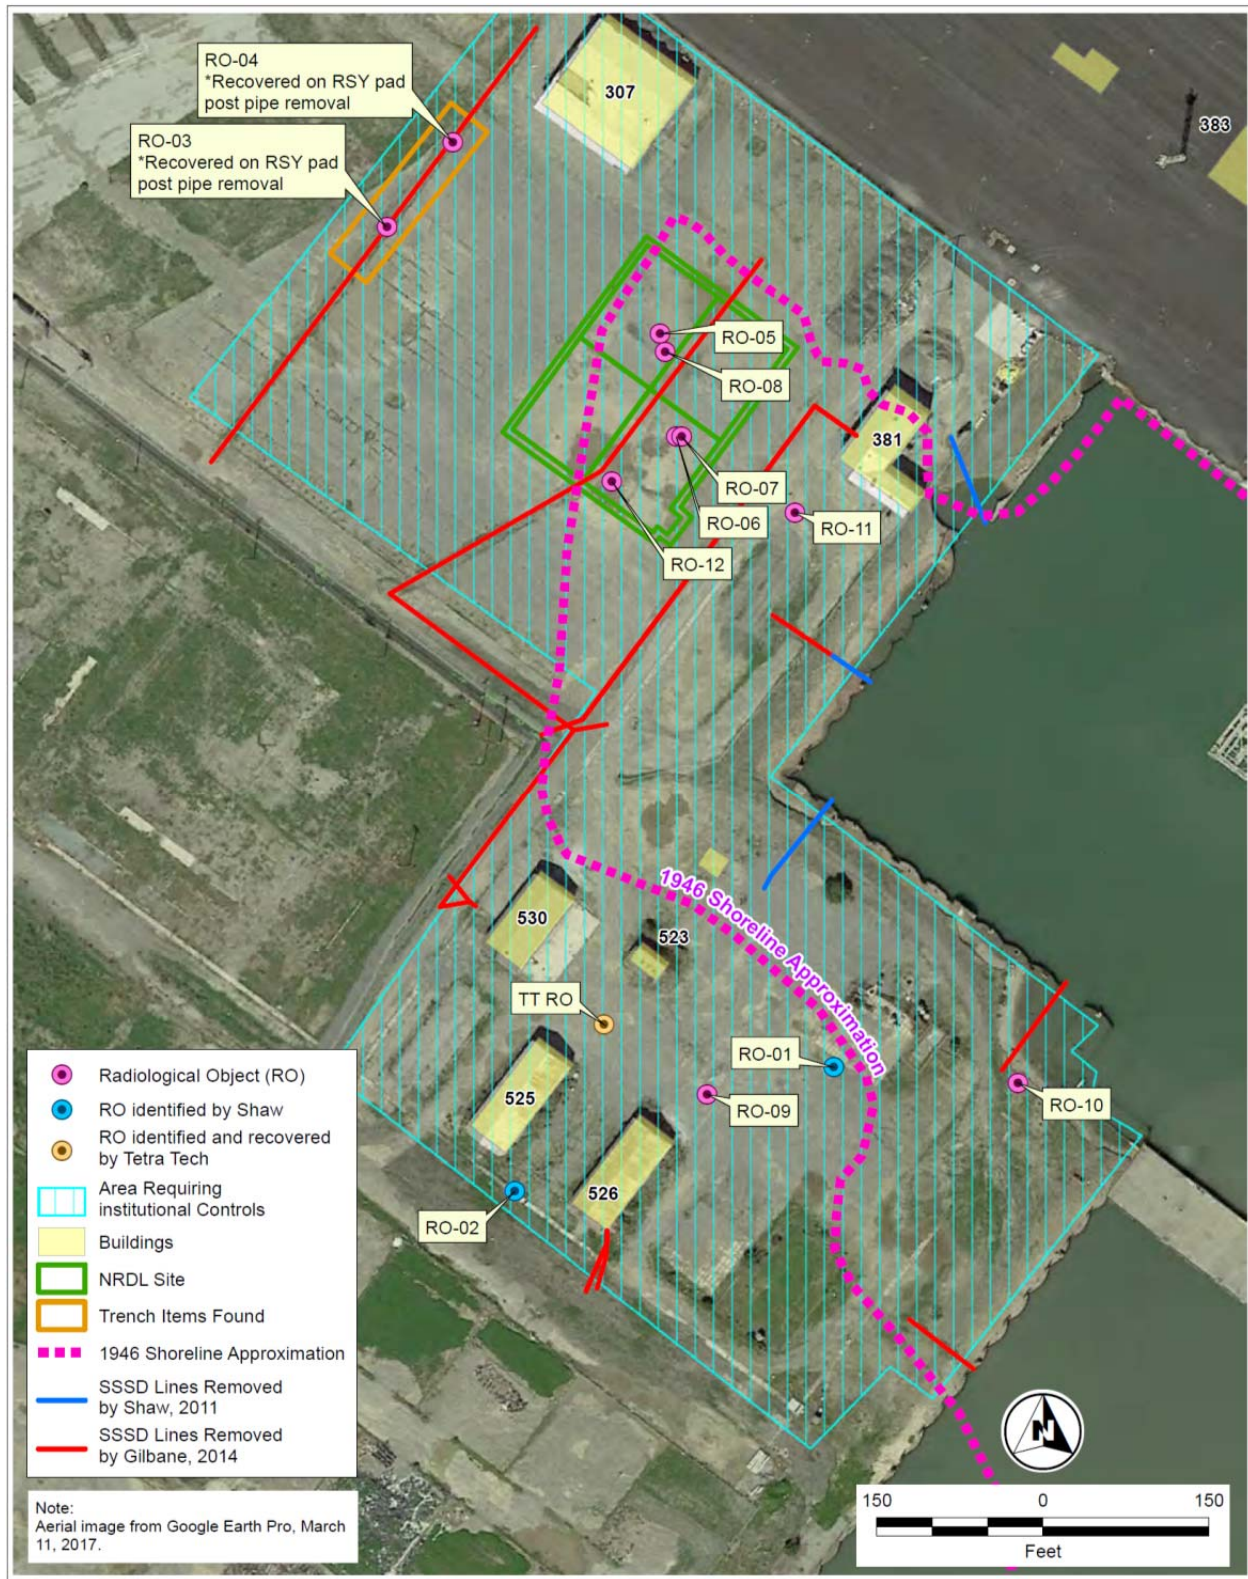 RO-04
*Recovered on RSY pad
post pipe removal
307
383
RO-03
*Recovered on RSY pad
post pipe removal
RO-05
RO-08
381
RO-07
RO-06
RO-11
RO-12
1946 Shoreline Approximation
530
523
TT RO
RO-01
525
RO-09
RO-10
526
RO-02
Radiological Object (RO)
RO identified by Shaw
RO identified and recovered
by Tetra Tech
Area Requiring
institutional Controls
Buildings
NRDL Site
Trench Items Found
1946 Shoreline Approximation
SSSD Lines Removed
by Shaw, 2011
SSSD Lines Removed
by Gilbane, 2014
Note:
Aerial image from Google Earth Pro, March
11, 2017.
N
150 0 150
Feet